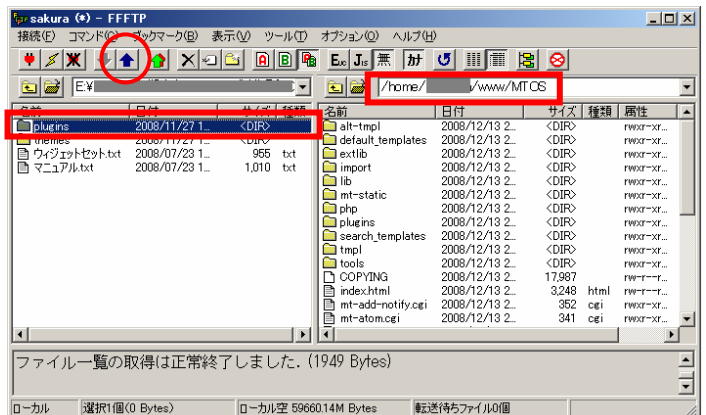 sakura (*) - FFFTP
接続(F) コマンド(C) ブックマーク(B) 表示(V) ツール(T) オプション(O) ヘルプ(H)
A B Euc JIS 無 カナ
E:¥
/home/ /www/MTOS
名前 日付 サイズ 種類
plugins 2008/11/27 1... <DIR>
themes 2008/11/27 1... <DIR>
ウィジェットセット.txt 2008/07/23 1... 955 txt
マニュアル.txt 2008/07/23 1... 1,010 txt
名前 日付 サイズ 種類 属性
alt-tmpl 2008/12/13 2... <DIR> rwxr-xr...
default_templates 2008/12/13 2... <DIR> rwxr-xr...
extlib 2008/12/13 2... <DIR> rwxr-xr...
import 2008/12/13 2... <DIR> rwxr-xr...
lib 2008/12/13 2... <DIR> rwxr-xr...
mt-static 2008/12/13 2... <DIR> rwxr-xr...
php 2008/12/13 2... <DIR> rwxr-xr...
plugins 2008/12/13 2... <DIR> rwxr-xr...
search_templates 2008/12/13 2... <DIR> rwxr-xr...
tmpl 2008/12/13 2... <DIR> rwxr-xr...
tools 2008/12/13 2... <DIR> rwxr-xr...
COPYING 2008/12/13 2... 17,987 rw-r--r...
index.html 2008/12/13 2... 3,248 html rw-r--r...
mt-add-notify.cgi 2008/12/13 2... 352 cgi rwxr-xr...
mt-atom.cgi 2008/12/13 2... 341 cgi rwxr-xr...
ファイル一覧の取得は正常終了しました. (1949 Bytes)
ローカル 選択1個(0 Bytes) ローカル空 59660.14M Bytes 転送待ちファイル0個